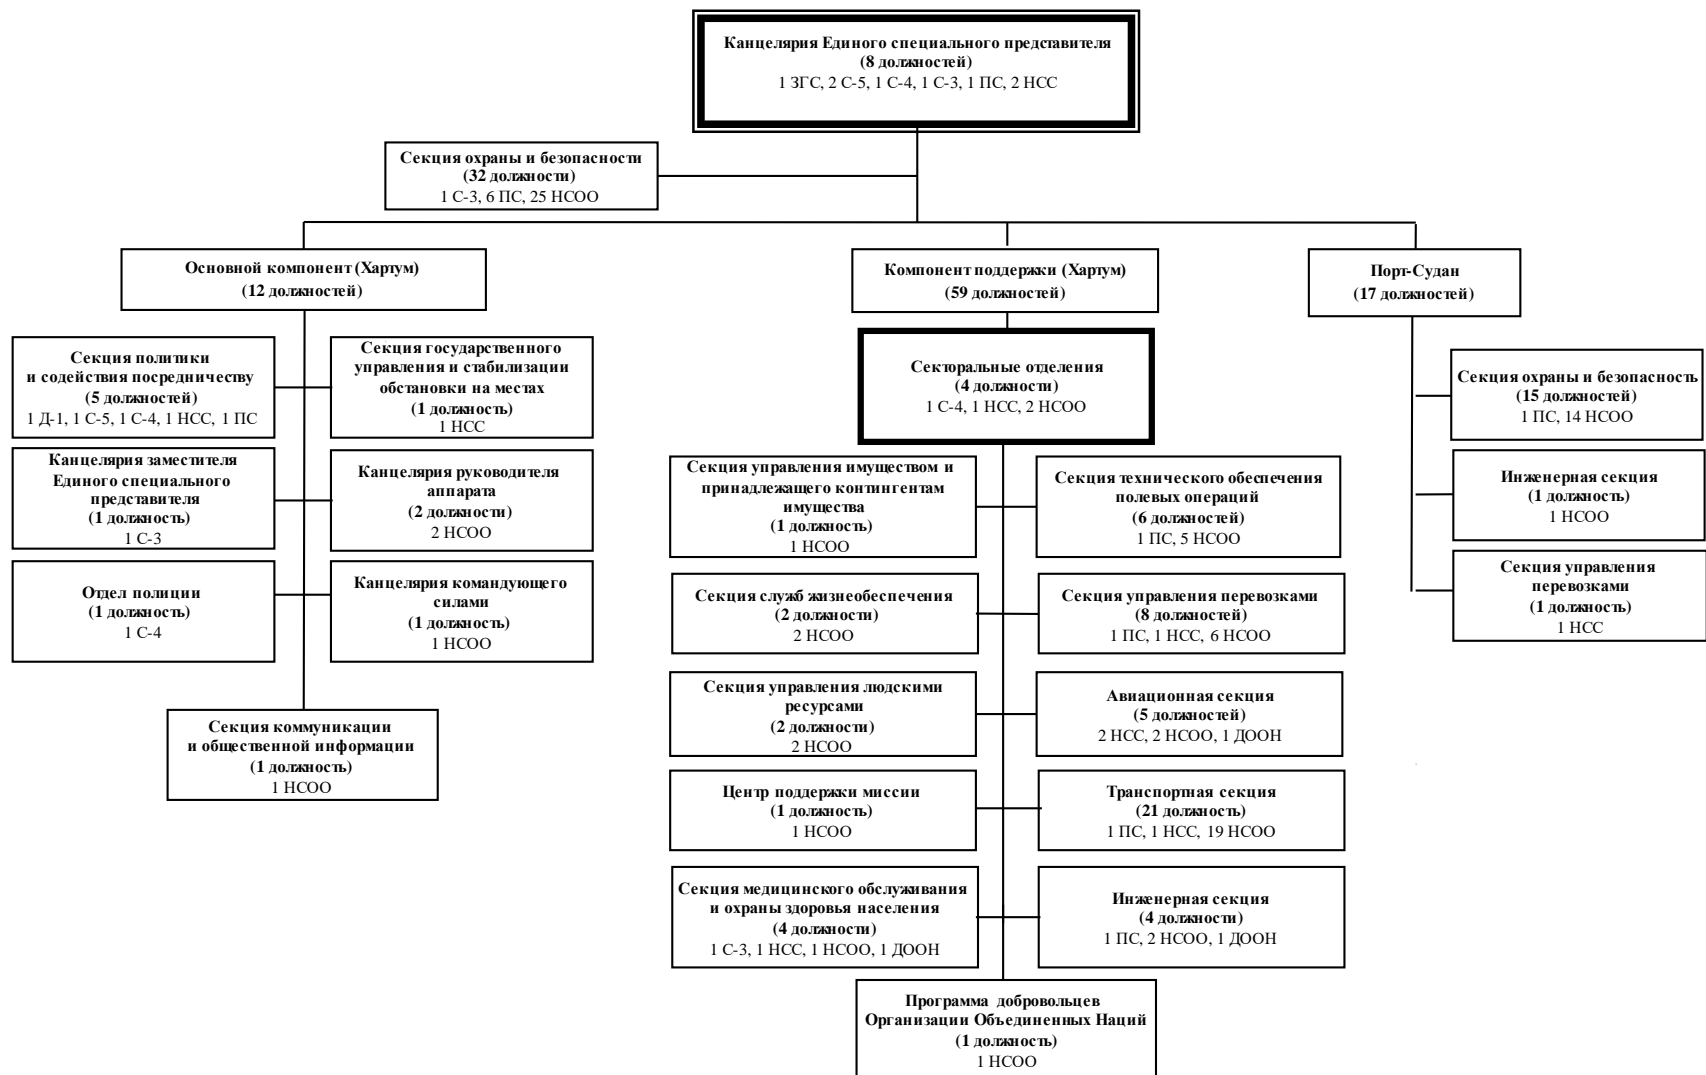 Канцелярия Единого специального представителя
(8 должностей)
1 ЗГС, 2 С-5, 1 С-4, 1 С-3, 1 ПС, 2 НСС
Секция охраны и безопасности
(32 должности)
1 С-3, 6 ПС, 25 НСОО
Основной компонент (Хартум)
(12 должностей)
Компонент поддержки (Хартум)
(59 должностей)
Порт-Судан
(17 должностей)
Секция политики
и содействия посредничеству
(5 должностей)
1 Д-1, 1 С-5, 1 С-4, 1 НСС, 1 ПС
Секция государственного
управления и стабилизации
обстановки на местах
(1 должность)
1 НСС
Канцелярия заместителя
Единого специального
представителя
(1 должность)
1 С-3
Канцелярия руководителя
аппарата
(2 должности)
2 НСОО
Отдел полиции
(1 должность)
1 С-4
Канцелярия командующего
силами
(1 должность)
1 НСОО
Секция коммуникации
и общественной информации
(1 должность)
1 НСОО
Секторальные отделения
(4 должности)
1 С-4, 1 НСС, 2 НСОО
Секция управления имуществом и
принадлежащего контингентам
имущества
(1 должность)
1 НСОО
Секция технического обеспечения
полевых операций
(6 должностей)
1 ПС, 5 НСОО
Секция служб жизнеобеспечения
(2 должности)
2 НСОО
Секция управления перевозками
(8 должностей)
1 ПС, 1 НСС, 6 НСОО
Секция управления людскими
ресурсами
(2 должности)
2 НСОО
Авиационная секция
(5 должностей)
2 НСС, 2 НСОО, 1 ДООН
Центр поддержки миссии
(1 должность)
1 НСОО
Транспортная секция
(21 должность)
1 ПС, 1 НСС, 19 НСОО
Секция медицинского обслуживания
и охраны здоровья населения
(4 должности)
1 С-3, 1 НСС, 1 НСОО, 1 ДООН
Инженерная секция
(4 должности)
1 ПС, 2 НСОО, 1 ДООН
Программа добровольцев
Организации Объединенных Наций
(1 должность)
1 НСОО
Секция охраны и безопасность
(15 должностей)
1 ПС, 14 НСОО
Инженерная секция
(1 должность)
1 НСОО
Секция управления
перевозками
(1 должность)
1 НСС